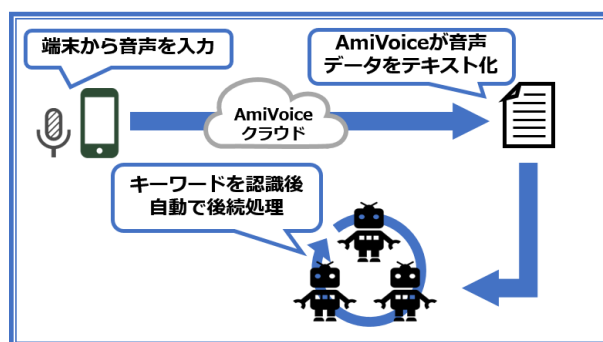 端末から音声を入力
AmiVoiceが音声
データをテキスト化
AmiVoice
クラウド
キーワードを認識後
自動で後続処理